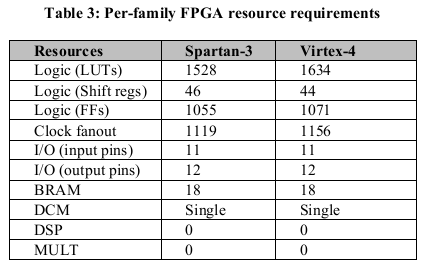 Table 3: Per-family FPGA resource requirements
Resources Spartan-3 Virtex-4
Logic (LUTs) 1528 1634
Logic (Shift regs) 46 44
Logic (FFs) 1055 1071
Clock fanout 1119 1156
I/O (input pins) 11 11
I/O (output pins) 12 12
BRAM 18 18
DCM Single Single
DSP 0 0
MULT 0 0